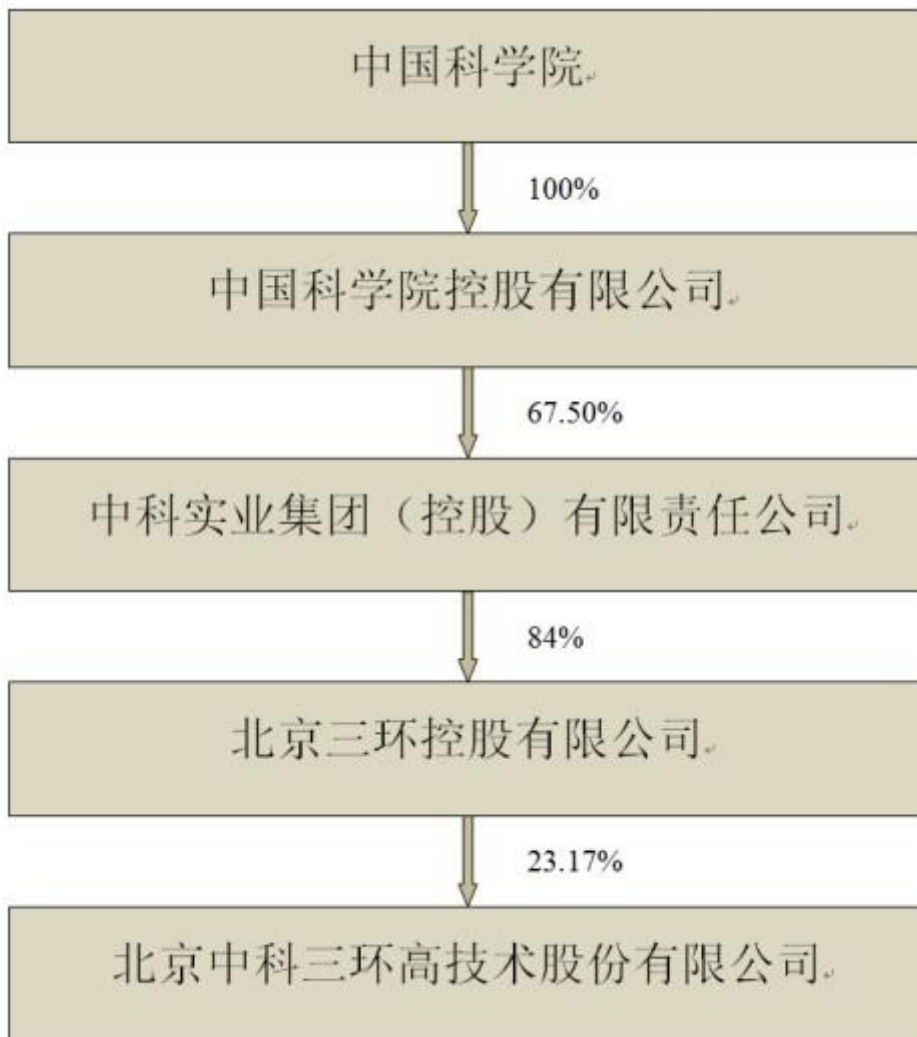 中国科学院
100%
中国科学院控股有限公司
67.50%
中科实业集团（控股）有限责任公司
84%
北京三环控股有限公司
23.17%
北京中科三环高技术股份有限公司